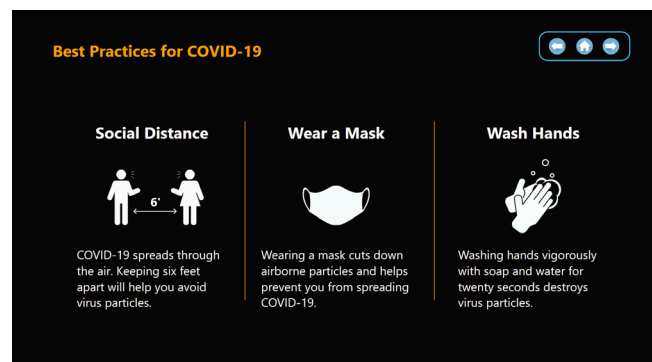 Best Practices for COVID-19
Social Distance
6'
COVID-19 spreads through
the air. Keeping six feet
apart will help you avoid
virus particles.
Wear a Mask
Wearing a mask cuts down
airborne particles and helps
prevent you from spreading
COVID-19.
Wash Hands
Washing hands vigorously
with soap and water for
twenty seconds destroys
virus particles.